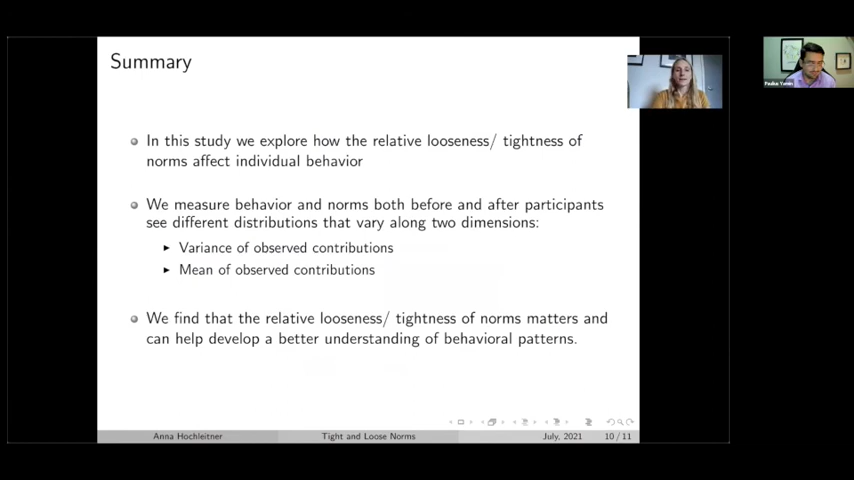 Summary
In this study we explore how the relative looseness/ tightness of
norms affect individual behavior
We measure behavior and norms both before and after participants
see different distributions that vary along two dimensions:
Variance of observed contributions
Mean of observed contributions
We find that the relative looseness/ tightness of norms matters and
can help develop a better understanding of behavioral patterns.
Anna Hochleitner
Tight and Loose Norms
July, 2021
10 / 11